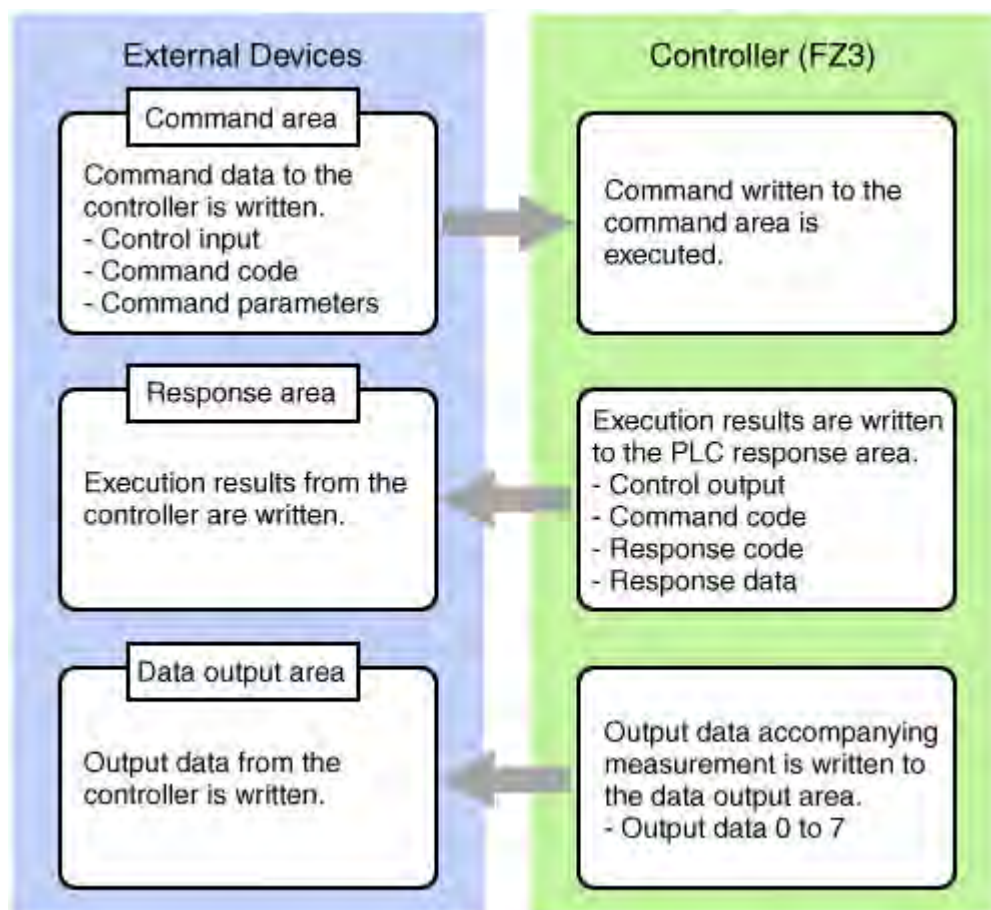 External Devices
Controller (FZ3)
Command area
Command data to the
controller is written.
- Control input
- Command code
- Command parameters
Command written to the
command area is
executed.
Response area
Execution results from the
controller are written.
Execution results are written
to the PLC response area.
- Control output
- Command code
- Response code
- Response data
Data output area
Output data from the
controller is written.
Output data accompanying
measurement is written to
the data output area.
- Output data 0 to 7